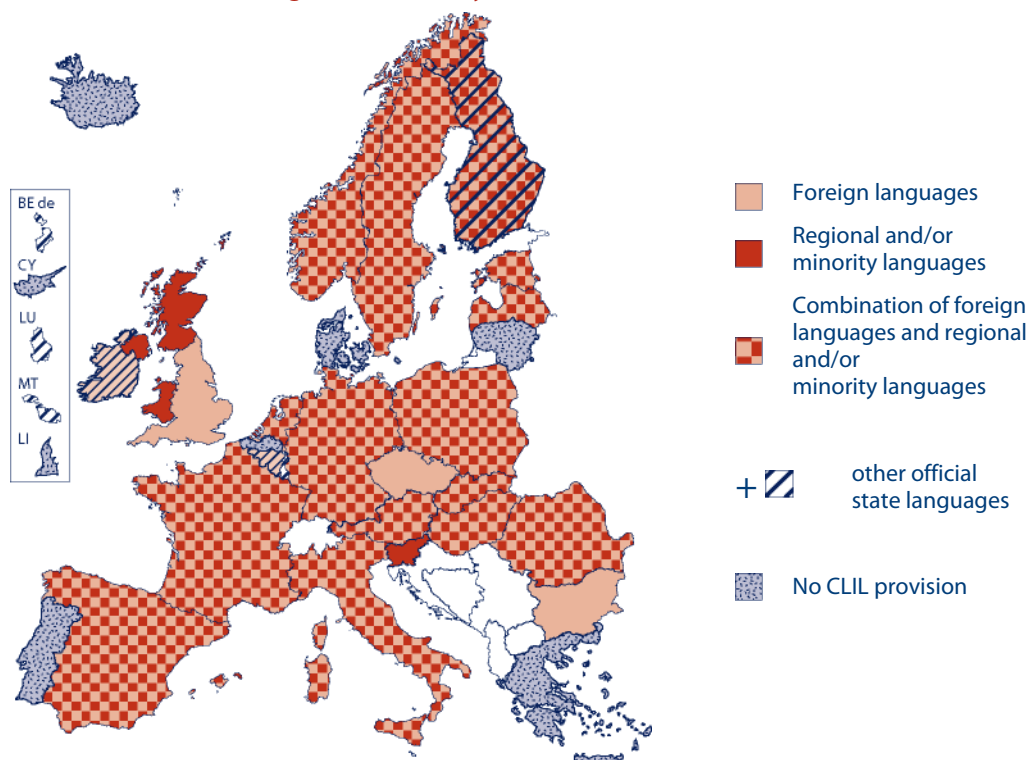 BE de
CY
LU
MT
LI
Foreign languages
Regional and/or
minority languages
Combination of foreign
languages and regional
and/or
minority languages
+
other official
state languages
No CLIL provision